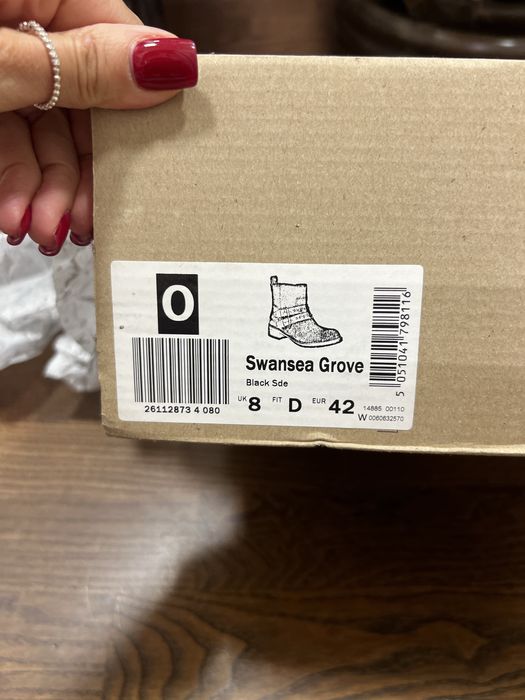 O
Swansea Grove
Black Sde
UK 8 FIT D EUR 42
26112873 4 080
14885 00110
W 0060632570
5 051041 798116